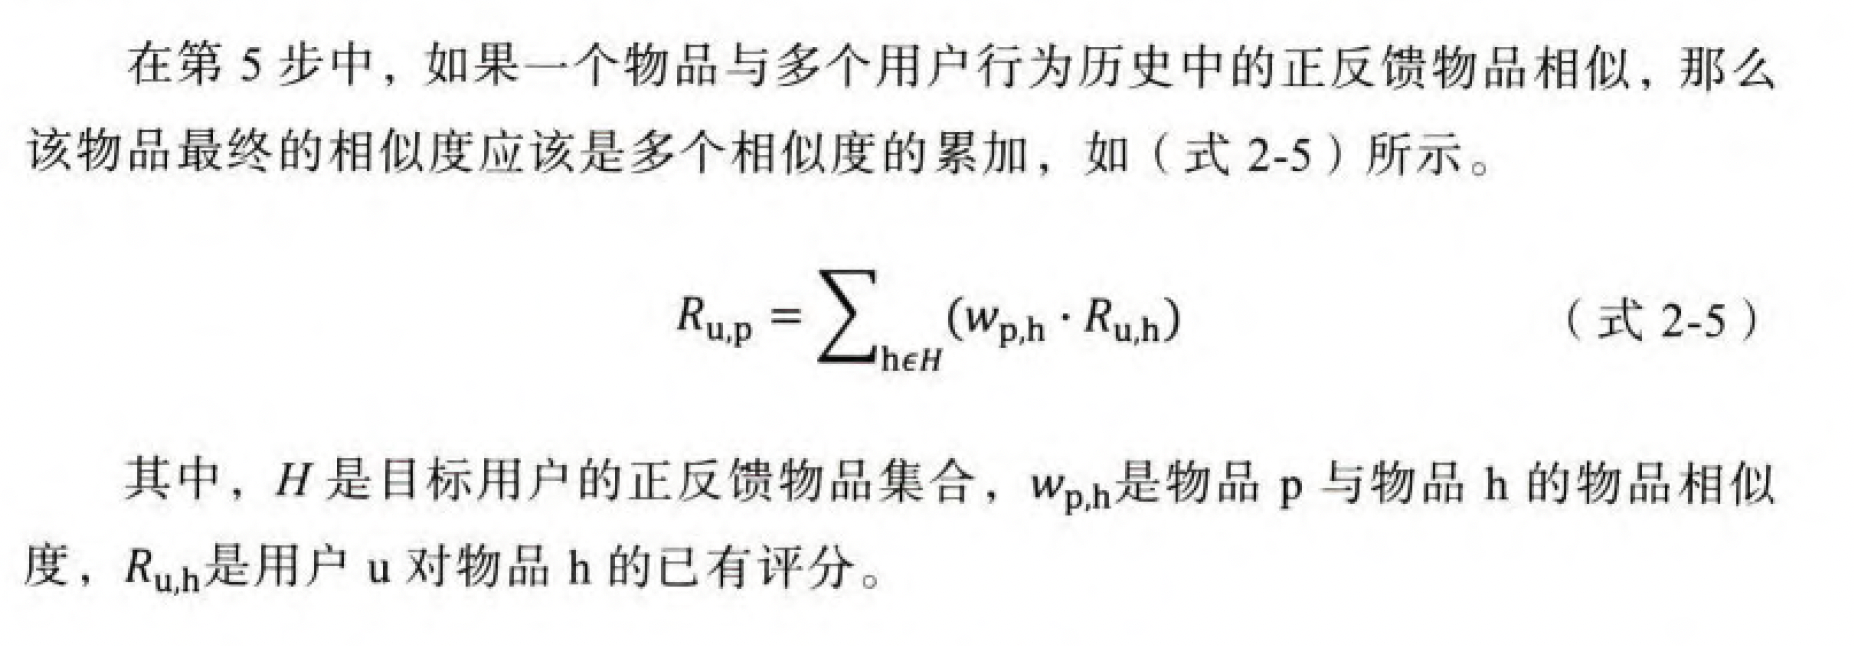 在第 5 步中，如果一个物品与多个用户行为历史中的正反馈物品相似，那么
该物品最终的相似度应该是多个相似度的累加，如（式 2-5）所示。
R_{u,p} = ∑_{hϵH} (w_{p,h} · R_{u,h}) （式 2-5）
其中，H 是目标用户的正反馈物品集合，w_{p,h}是物品 p 与物品 h 的物品相似
度，R_{u,h}是用户 u 对物品 h 的已有评分。